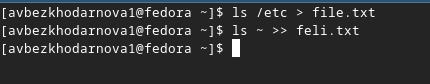 [avbezkhodarnova1@fedora ~]$ ls /etc > file.txt
[avbezkhodarnova1@fedora ~]$ ls ~ >> feli.txt
[avbezkhodarnova1@fedora ~]$